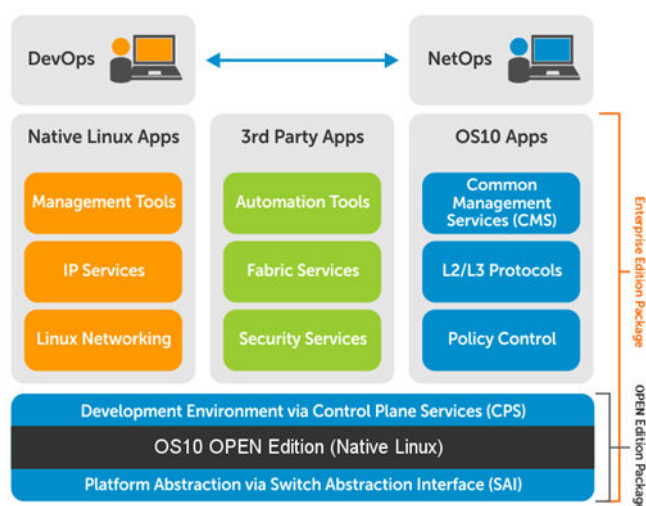 DevOps
NetOps
Native Linux Apps
3rd Party Apps
OS10 Apps
Management Tools
Automation Tools
Common
Management
Services (CMS)
IP Services
Fabric Services
L2/L3 Protocols
Linux Networking
Security Services
Policy Control
Enterprise Edition Package
Development Environment via Control Plane Services (CPS)
OS10 OPEN Edition (Native Linux)
Platform Abstraction via Switch Abstraction Interface (SAI)
OPEN Edition Package